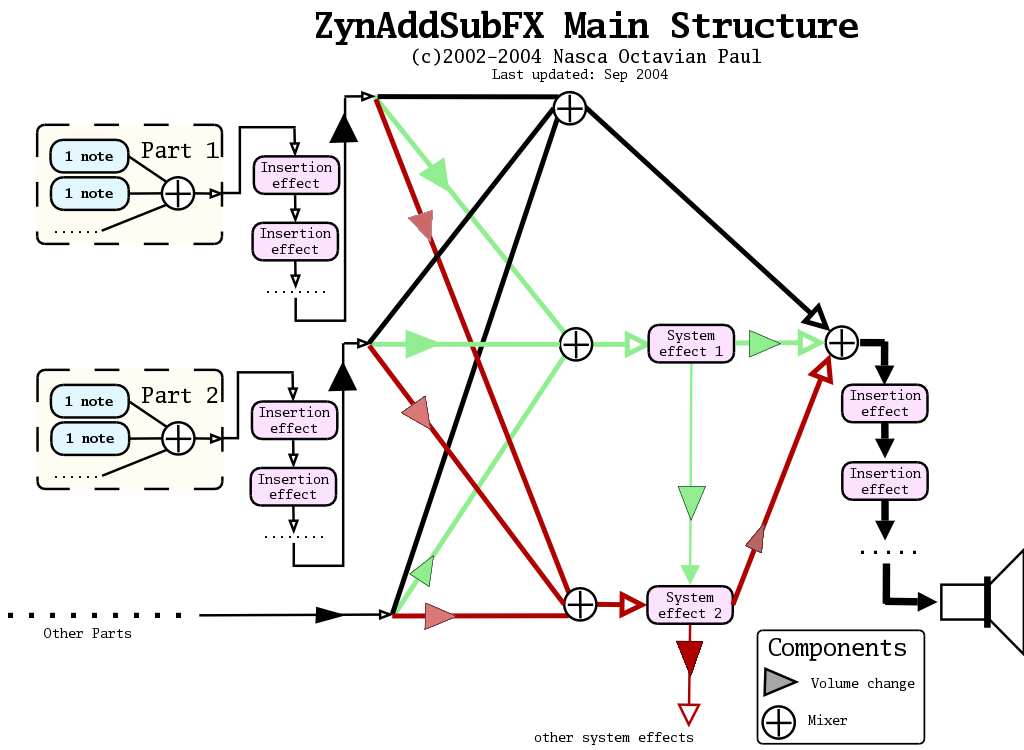 ZynAddSubFX Main Structure
(c)2002-2004 Nasca Octavian Paul
Last updated: Sep 2004
Part 1
1 note
1 note
Insertion
effect
Insertion
effect
Part 2
1 note
1 note
Insertion
effect
Insertion
effect
Other Parts
System
effect 1
System
effect 2
other system effects
Insertion
effect
Insertion
effect
Components
Volume change
Mixer